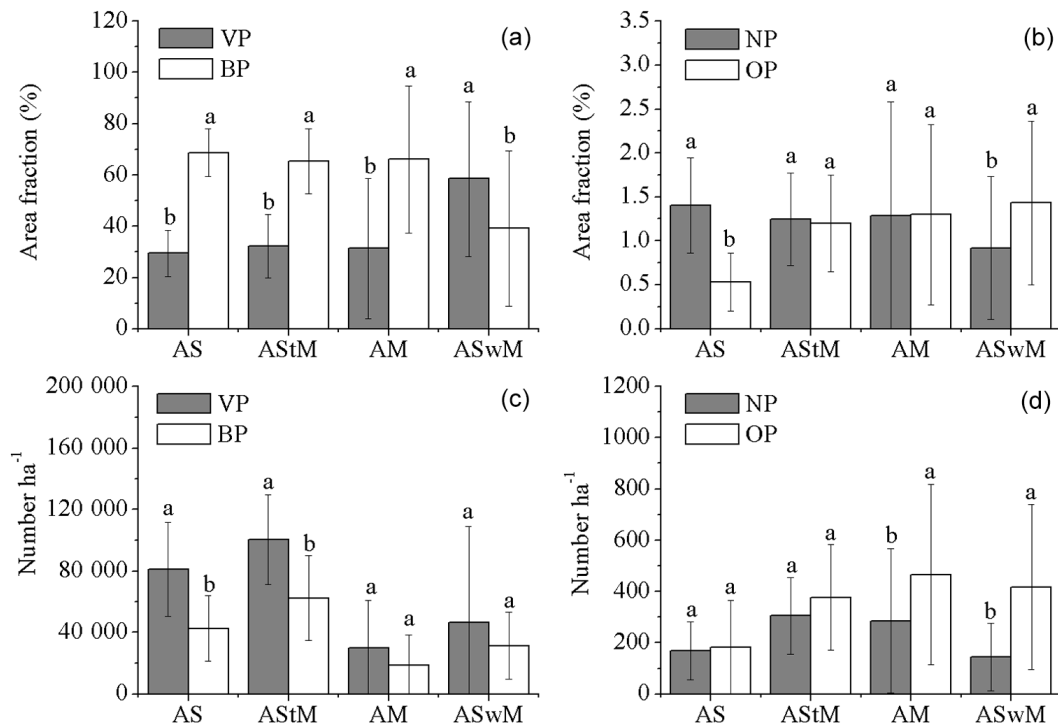 (a)
VP
BP
Area fraction (%)
120
100
80
60
40
20
0
b a b a b a a b
AS AStM AM ASwM
(b)
NP
OP
Area fraction (%)
3.5
3.0
2.5
2.0
1.5
1.0
0.5
0.0
a b a a a a b a
AS AStM AM ASwM
(c)
VP
BP
Number ha⁻¹
200 000
160 000
120 000
80 000
40 000
0
a b a b a a a a
AS AStM AM ASwM
(d)
NP
OP
Number ha⁻¹
1200
1000
800
600
400
200
0
a a a a b a b a
AS AStM AM ASwM